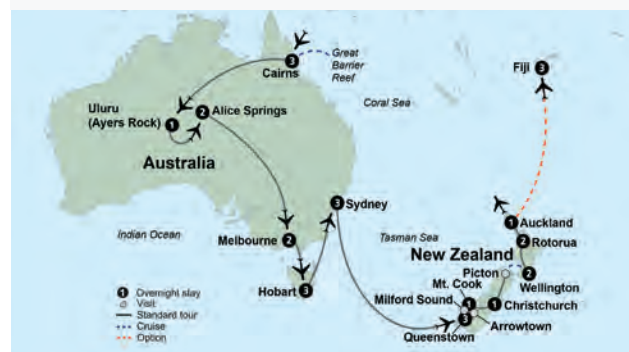 Great
Barrier
Reef
3
Cairns
Fiji 3
Coral Sea
Uluru
(Ayers Rock) 1
2 Alice Springs
Australia
3 Sydney
Indian Ocean
Melbourne 2
Hobart 3
Tasman Sea
1 Auckland
2 Rotorua
New Zealand
Picton
2
Wellington
Mt. Cook
1
Milford Sound
1 Christchurch
3
Arrowtown
Queenstown
1 Overnight stay
Visit
Standard tour
Cruise
Option